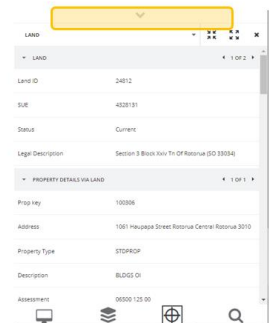 LAND
LAND 1 OF 2
Land ID 24812
SUE 4328131
Status Current
Legal Description Section 3 Block Xxiv Tn Of Rotorua (SO 33034)
PROPERTY DETAILS VIA LAND 1 OF 1
Prop key 100806
Address 1061 Haupapa Street Rotorua Central Rotorua 3010
Property Type STDPROP
Description BLDGS OI
Assessment 06500 125 00